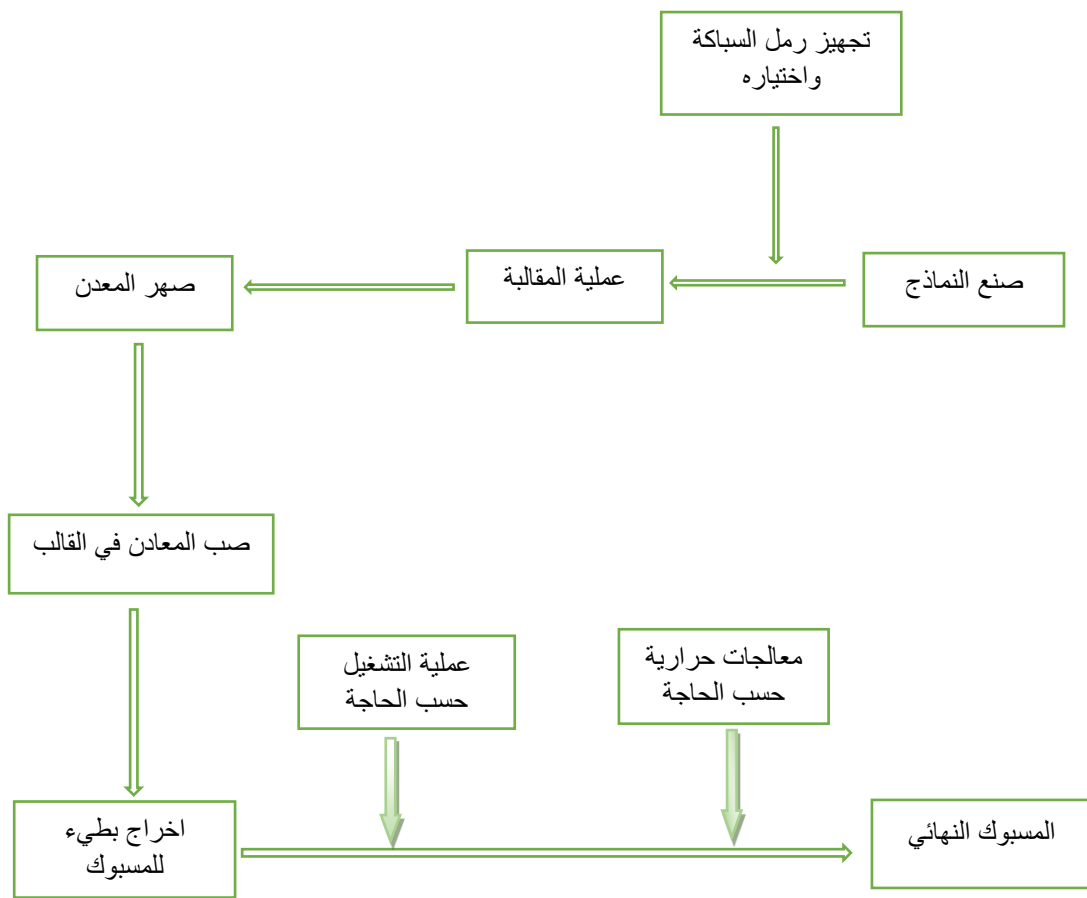 تجهيز رمل السباكة
واختياره
صنع النماذج
عملية المقالبة
صهر المعدن
صب المعادن في القالب
عملية التشغيل
حسب الحاجة
معالجات حرارية
حسب الحاجة
اخراج بطيء
للمسبوك
المسبوك النهائي